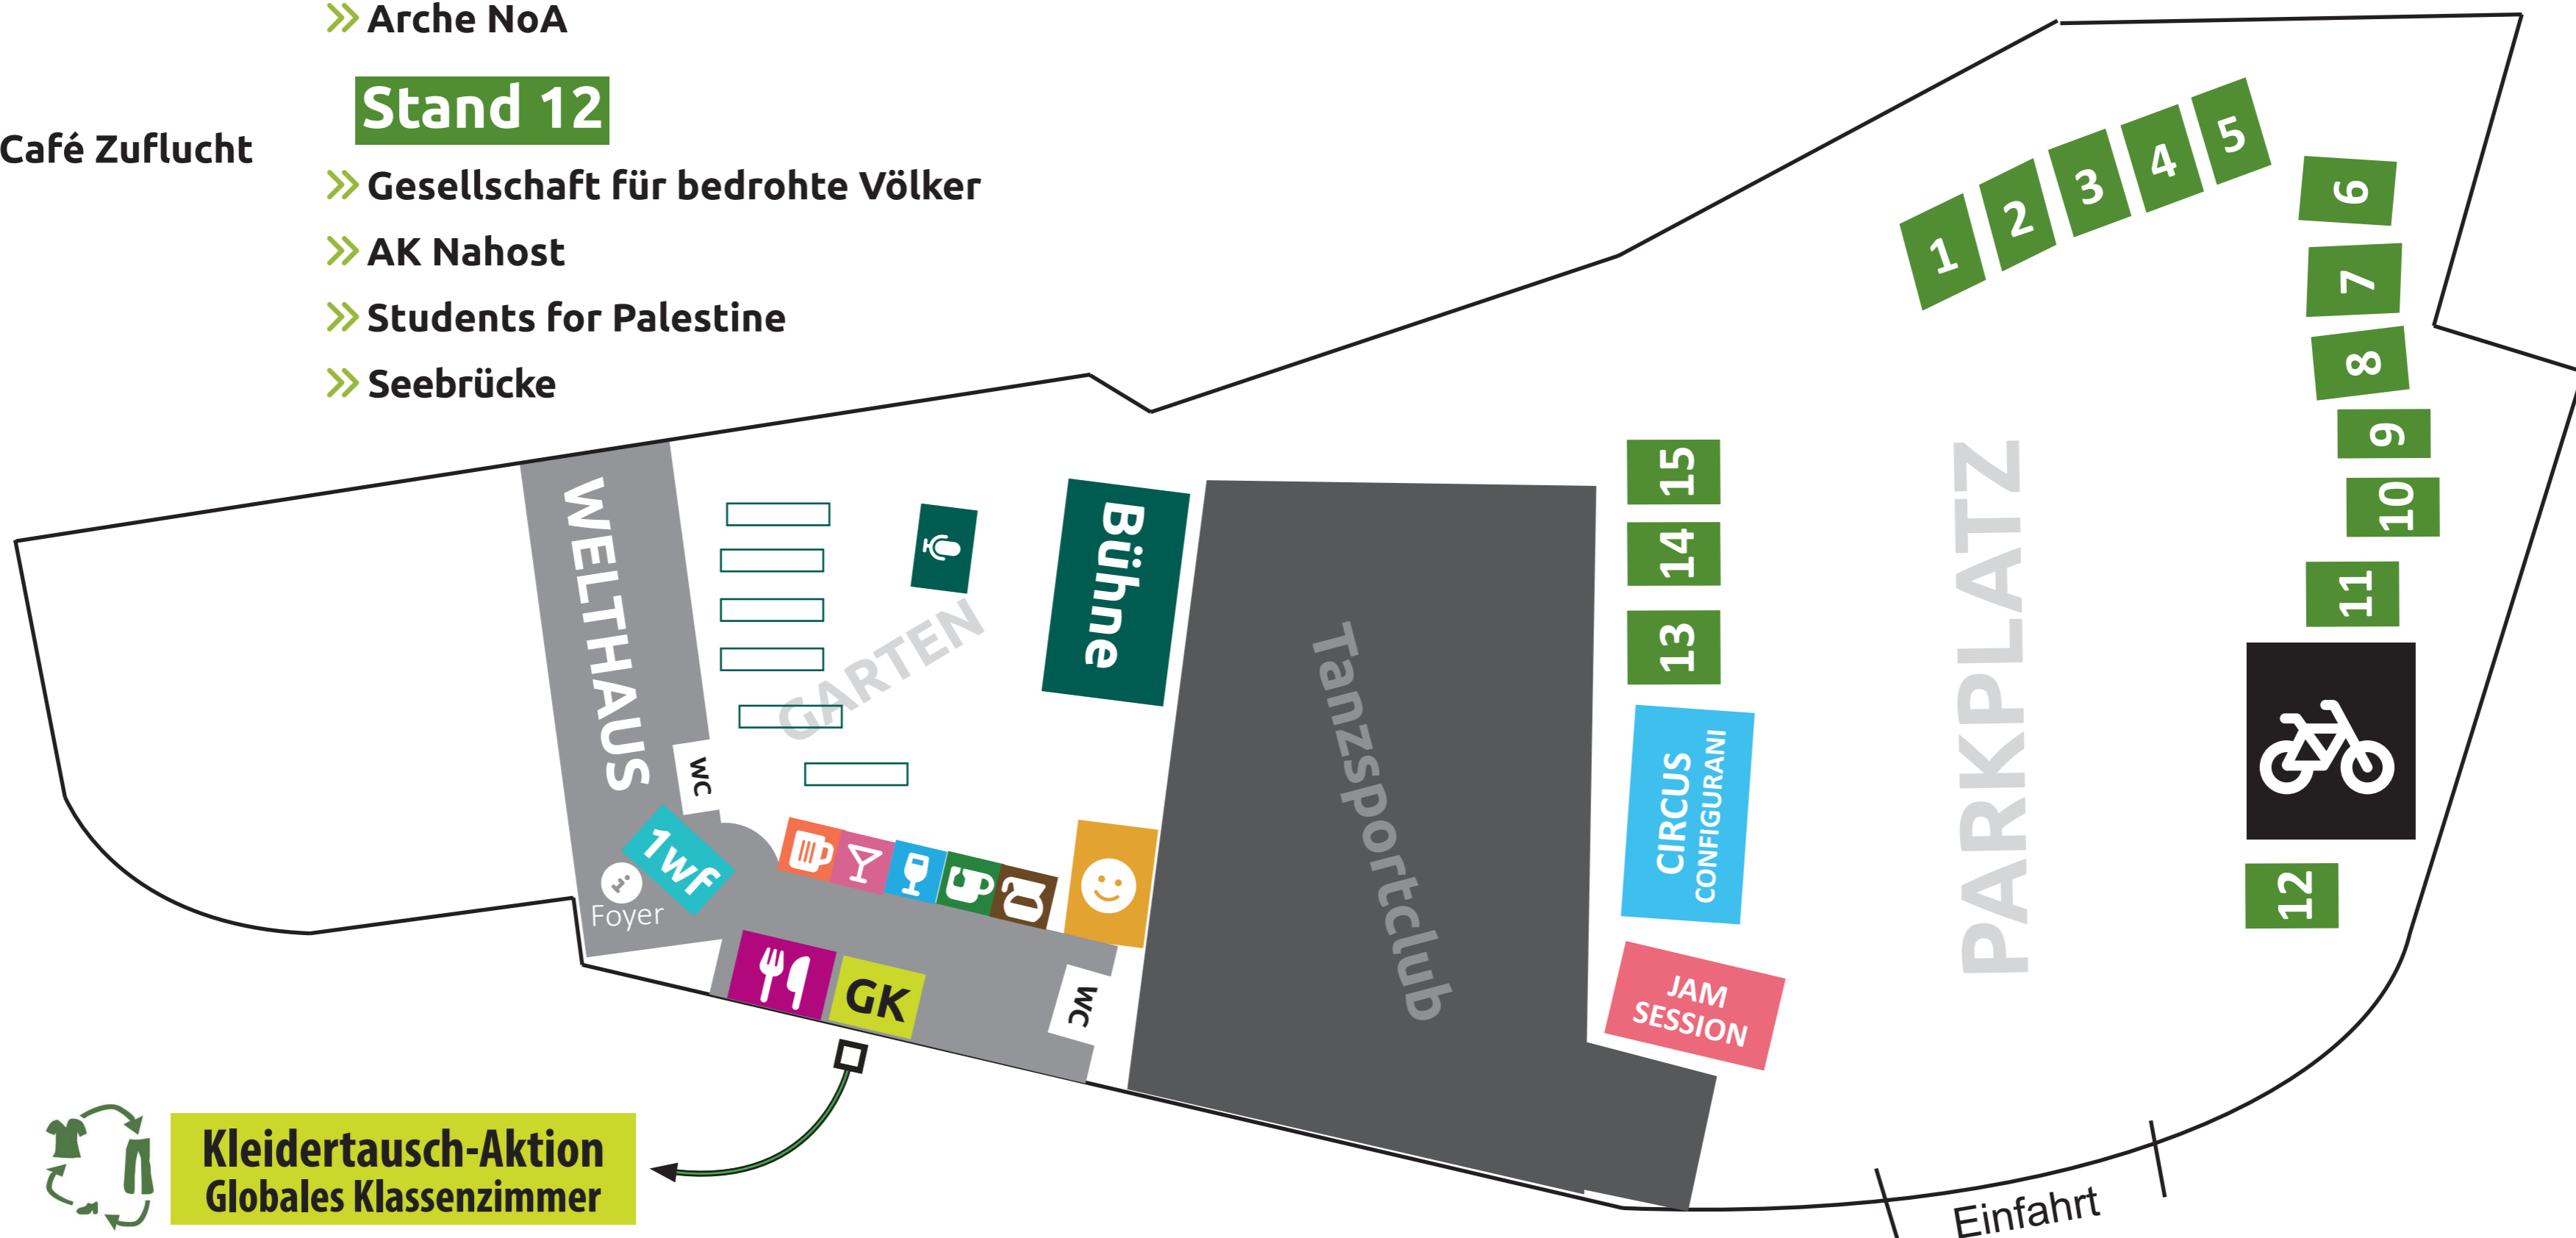 Arche NoA
Stand 12
Café Zuflucht
Gesellschaft für bedrohte Völker
AK Nahost
Students for Palestine
Seebrücke
1
2
3
4
5
6
7
8
9
10
11
12
15
14
13
WELTHAUS
GARTEN
Bühne
Tanzsportclub
PARKPLATZ
CIRCUS
CONFIGURANI
JAM
SESSION
WC
1wf
i
Foyer
GK
WC
Kleidertausch-Aktion
Globales Klassenzimmer
Einfahrt